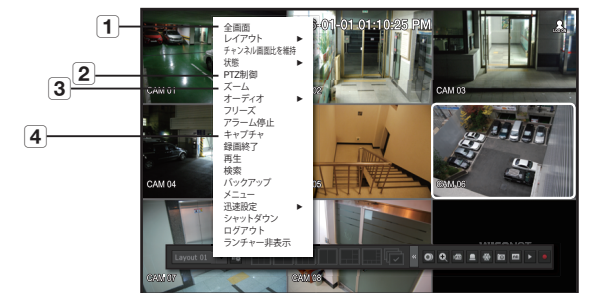 1
2
3
4
全画面
レイアウト
チャンネル画面比を維持
状態
PTZ制御
ズーム
オーディオ
フリーズ
アラーム停止
キャプチャ
録画終了
再生
検索
バックアップ
メニュー
迅速設定
シャットダウン
ログアウト
ランチャー非表示
-01-01 01:10:25 PM
CAM 01
02
CAM 03
CAM 04
05
CAM 06
CAM 07
CAM 08
Layout 01